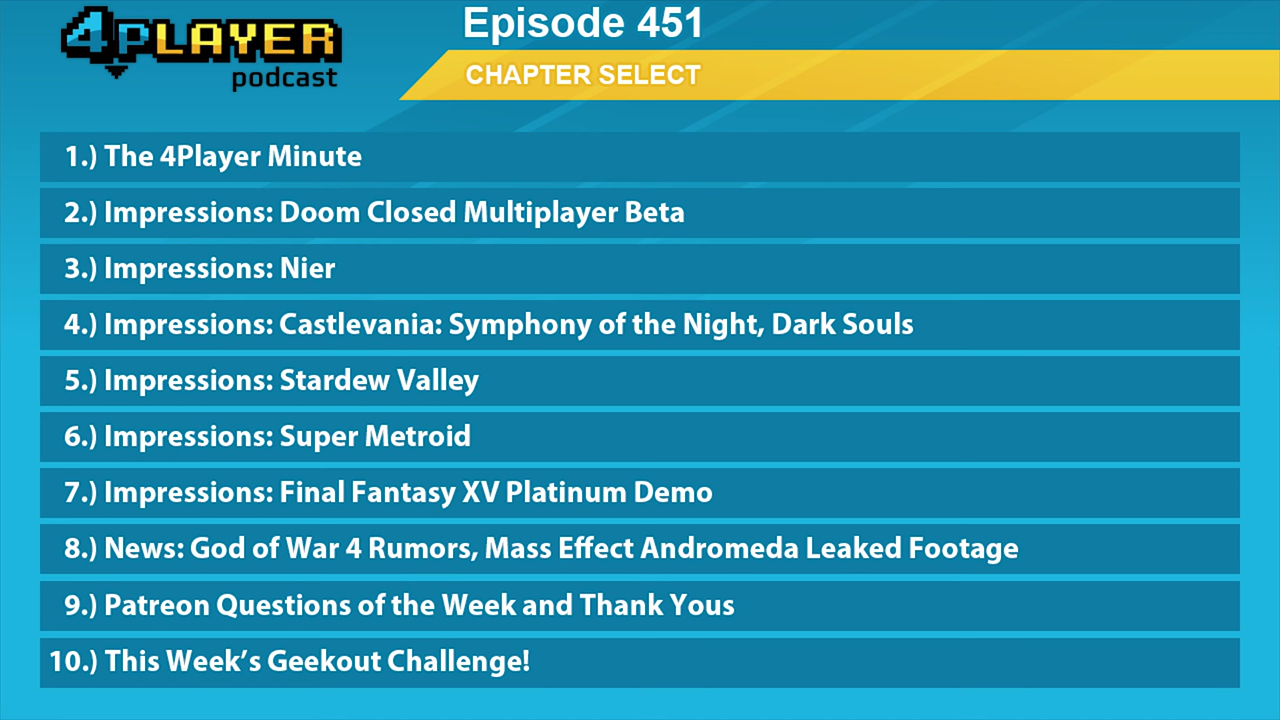 4PLAYER
podcast
Episode 451
CHAPTER SELECT
1.) The 4Player Minute
2.) Impressions: Doom Closed Multiplayer Beta
3.) Impressions: Nier
4.) Impressions: Castlevania: Symphony of the Night, Dark Souls
5.) Impressions: Stardew Valley
6.) Impressions: Super Metroid
7.) Impressions: Final Fantasy XV Platinum Demo
8.) News: God of War 4 Rumors, Mass Effect Andromeda Leaked Footage
9.) Patreon Questions of the Week and Thank Yous
10.) This Week’s Geekout Challenge!